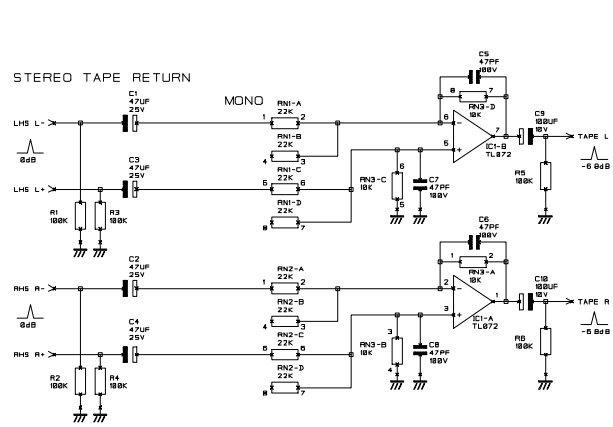 STEREO TAPE RETURN
MONO
C1
47UF
25V
LHS L-
0dB
C3
47UF
25V
LHS L+
R1
100K
R3
100K
RN1-A
22K
1
2
RN1-B
22K
4
3
RN1-C
22K
5
6
RN1-D
22K
8
7
C5
47PF
100V
8
7
RN3-D
10K
6
5
7
IC1-B
TL072
RN3-C
10K
6
5
C7
47PF
100V
C9
100UF
10V
TAPE L
R5
100K
-6.8dB
C2
47UF
25V
RHS R-
0dB
C4
47UF
25V
RHS R+
R2
100K
R4
100K
RN2-A
22K
1
2
RN2-B
22K
4
3
RN2-C
22K
5
6
RN2-D
22K
8
7
C6
47PF
100V
1
2
RN3-A
10K
2
3
1
IC1-A
TL072
RN3-B
10K
3
4
C8
47PF
100V
C10
100UF
10V
TAPE R
R6
100K
-6.8dB